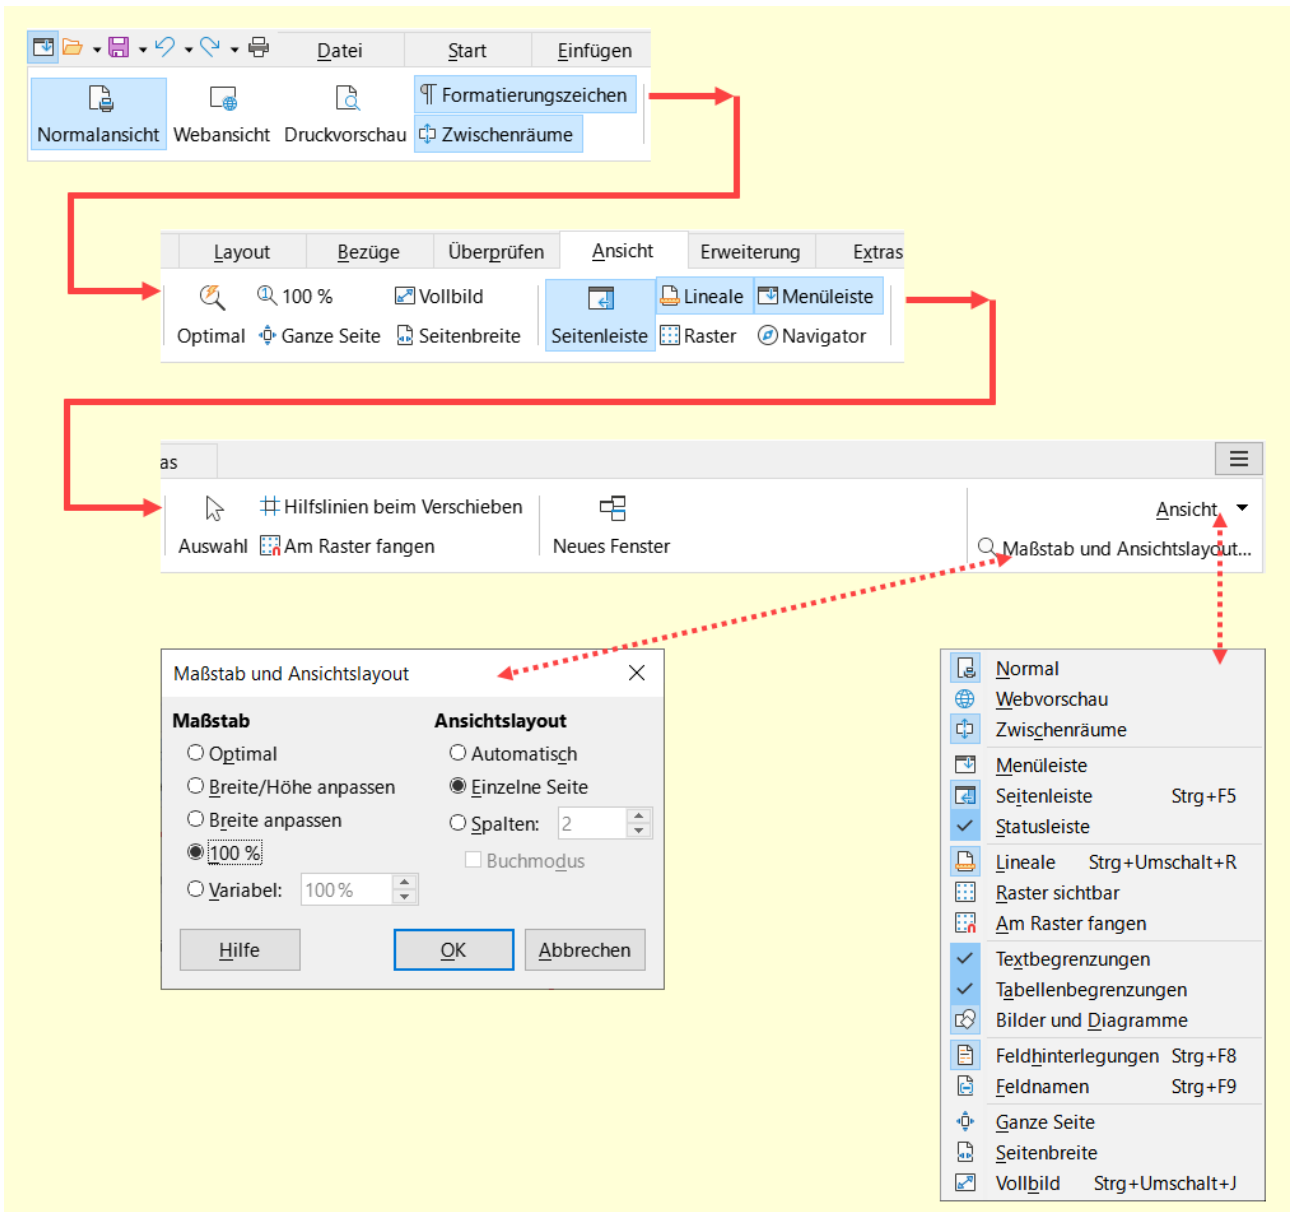 Datei Start Einfügen
Normalansicht Webansicht Druckvorschau Formatierungszeichen
Zwischenräume
Layout Bezüge Überprüfen Ansicht Erweiterung Extras
Optimal 100 % Vollbild Seitenleiste Lineale Menüleiste
Ganze Seite Seitenbreite Raster Navigator
as
Auswahl Hilfslinien beim Verschieben Neues Fenster Ansicht
Am Raster fangen Maßstab und Ansichtslayout...
Maßstab und Ansichtslayout
Maßstab
Optimal
Breite/Höhe anpassen
Breite anpassen
100 %
Variabel: 100%
Ansichtslayout
Automatisch
Einzelne Seite
Spalten: 2
Buchmodus
Hilfe OK Abbrechen
Normal
Webvorschau
Zwischenräume
Menüleiste
Seitenleiste Strg+F5
Statusleiste
Lineale Strg+Umschalt+R
Raster sichtbar
Am Raster fangen
Textbegrenzungen
Tabellenbegrenzungen
Bilder und Diagramme
Feldhinterlegungen Strg+F8
Feldnamen Strg+F9
Ganze Seite
Seitenbreite
Vollbild Strg+Umschalt+J